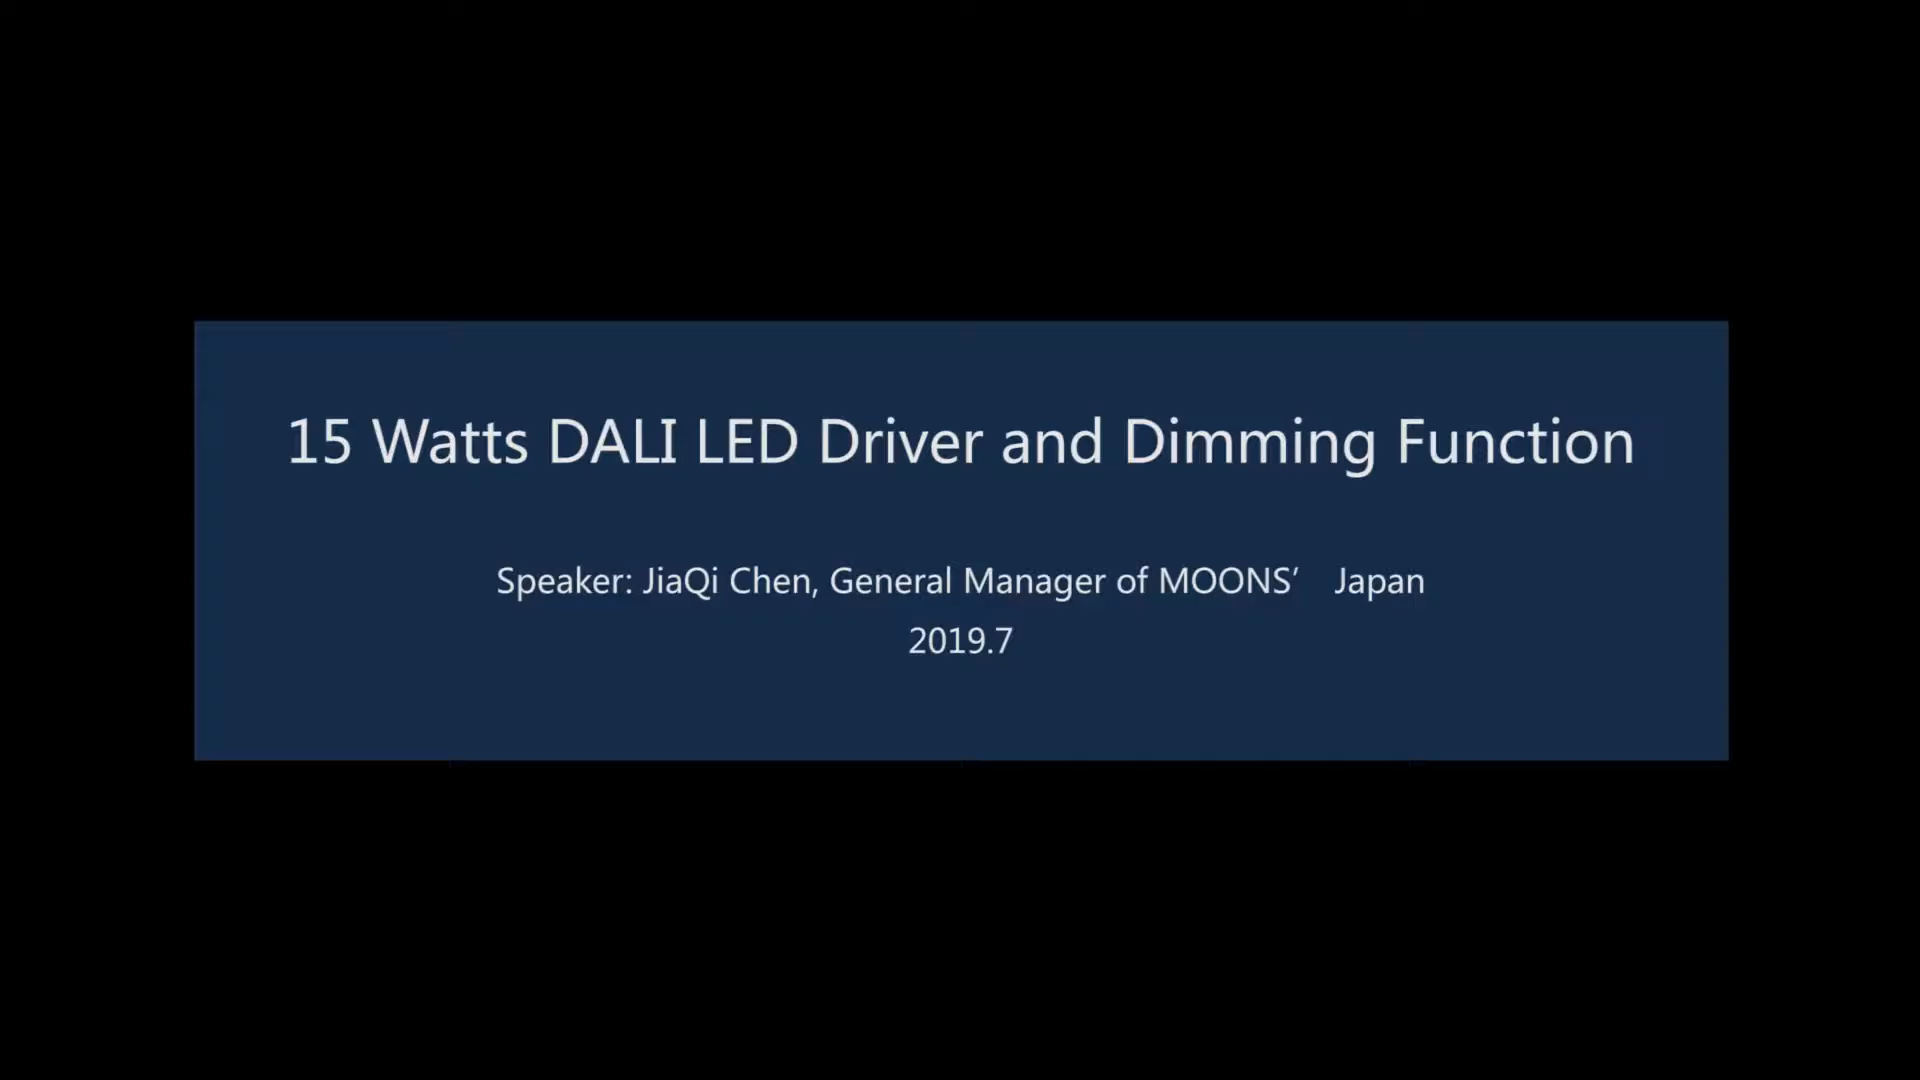 15 Watts DALI LED Driver and Dimming Function
Speaker: JiaQi Chen, General Manager of MOONS’ Japan
2019.7